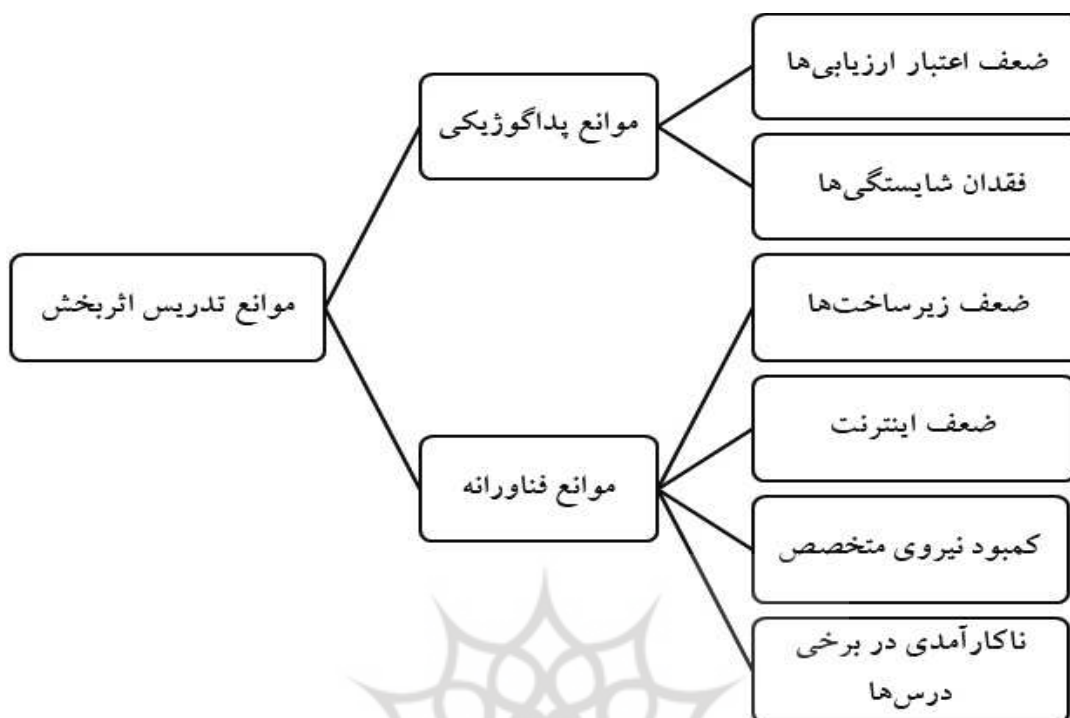 موانع تدریس اثربخش
موانع پداگوژیکی
ضعف اعتبار ارزیابی‌ها
فقدان شایستگی‌ها
موانع فناورانه
ضعف زیرساخت‌ها
ضعف اینترنت
کمبود نیروی متخصص
ناکارآمدی در برخی
درس‌ها